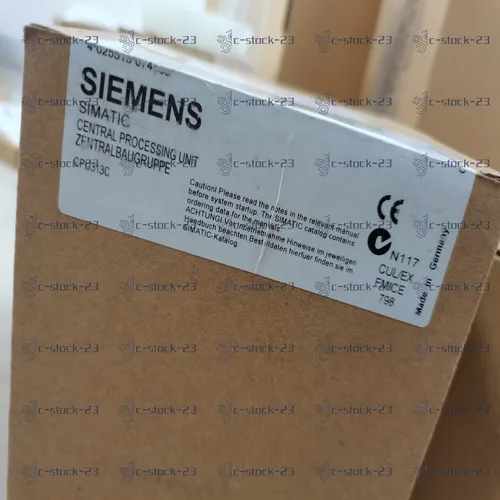 SIEMENS
SIMATIC
CENTRAL PROCESSING UNIT
ZENTRALBAUGRUPPE
CPU313C
Caution! Please read the notes in the relevant manual
before system startup. The SIMATIC catalog contains
ordering data for the manuals.
ACHTUNG!Vor Inbetriebnahme Hinweise im jeweiligen
Handbuch beachten.Bestelldaten hierfuer finden sie im
SIMATIC-Katalog.
CE
N117
CUL/EX
FM/CE
798
Made in Germany
c-stock-23